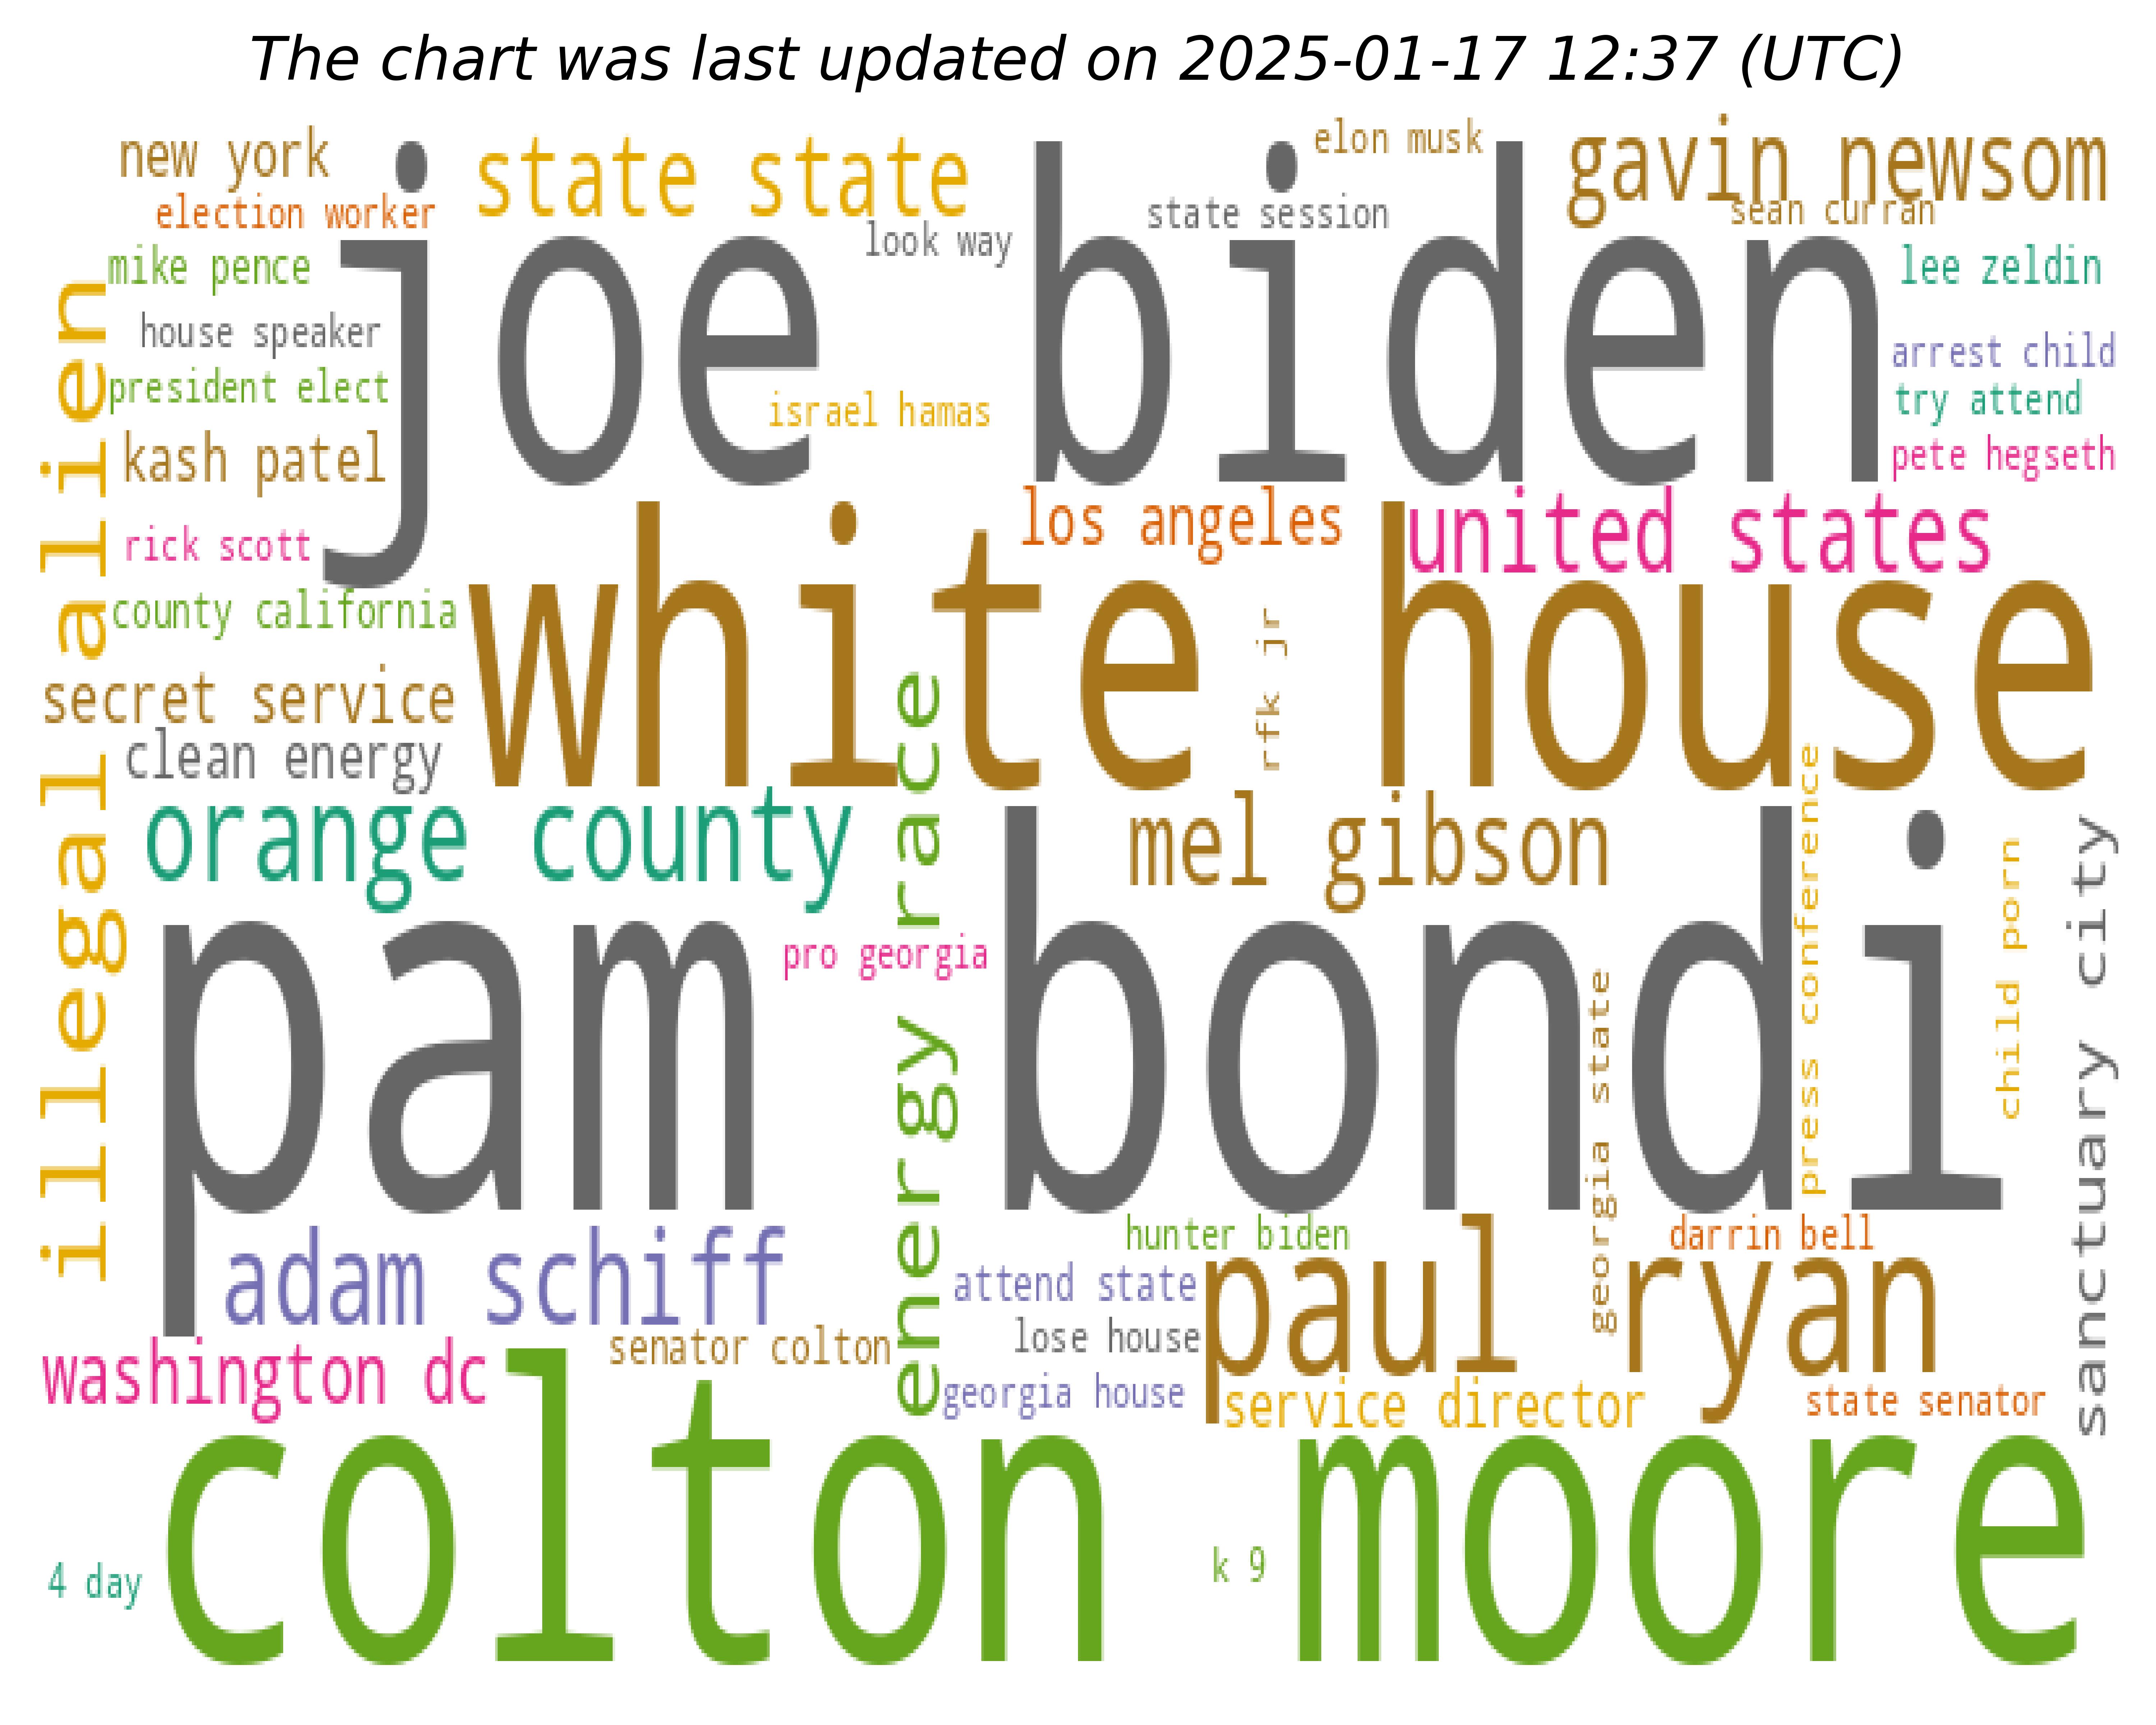 The chart was last updated on 2025-01-17 12:37 (UTC)
new york
state state
elon musk
gavin newsom
election worker
look way
state session
sean curran
mike pence
joe biden
lee zeldin
house speaker
arrest child
president elect
israel hamas
try attend
kash patel
pete hegseth
illegal alien
rick scott
los angeles
united states
county california
white house
rfk jr
secret service
clean energy
orange county
energy race
mel gibson
press conference
child porn
sanctuary city
pam bondi
pro georgia
georgia state
adam schiff
hunter biden
darrin bell
attend state
paul ryan
washington dc
senator colton
lose house
georgia house
service director
state senator
colton moore
4 day
k 9